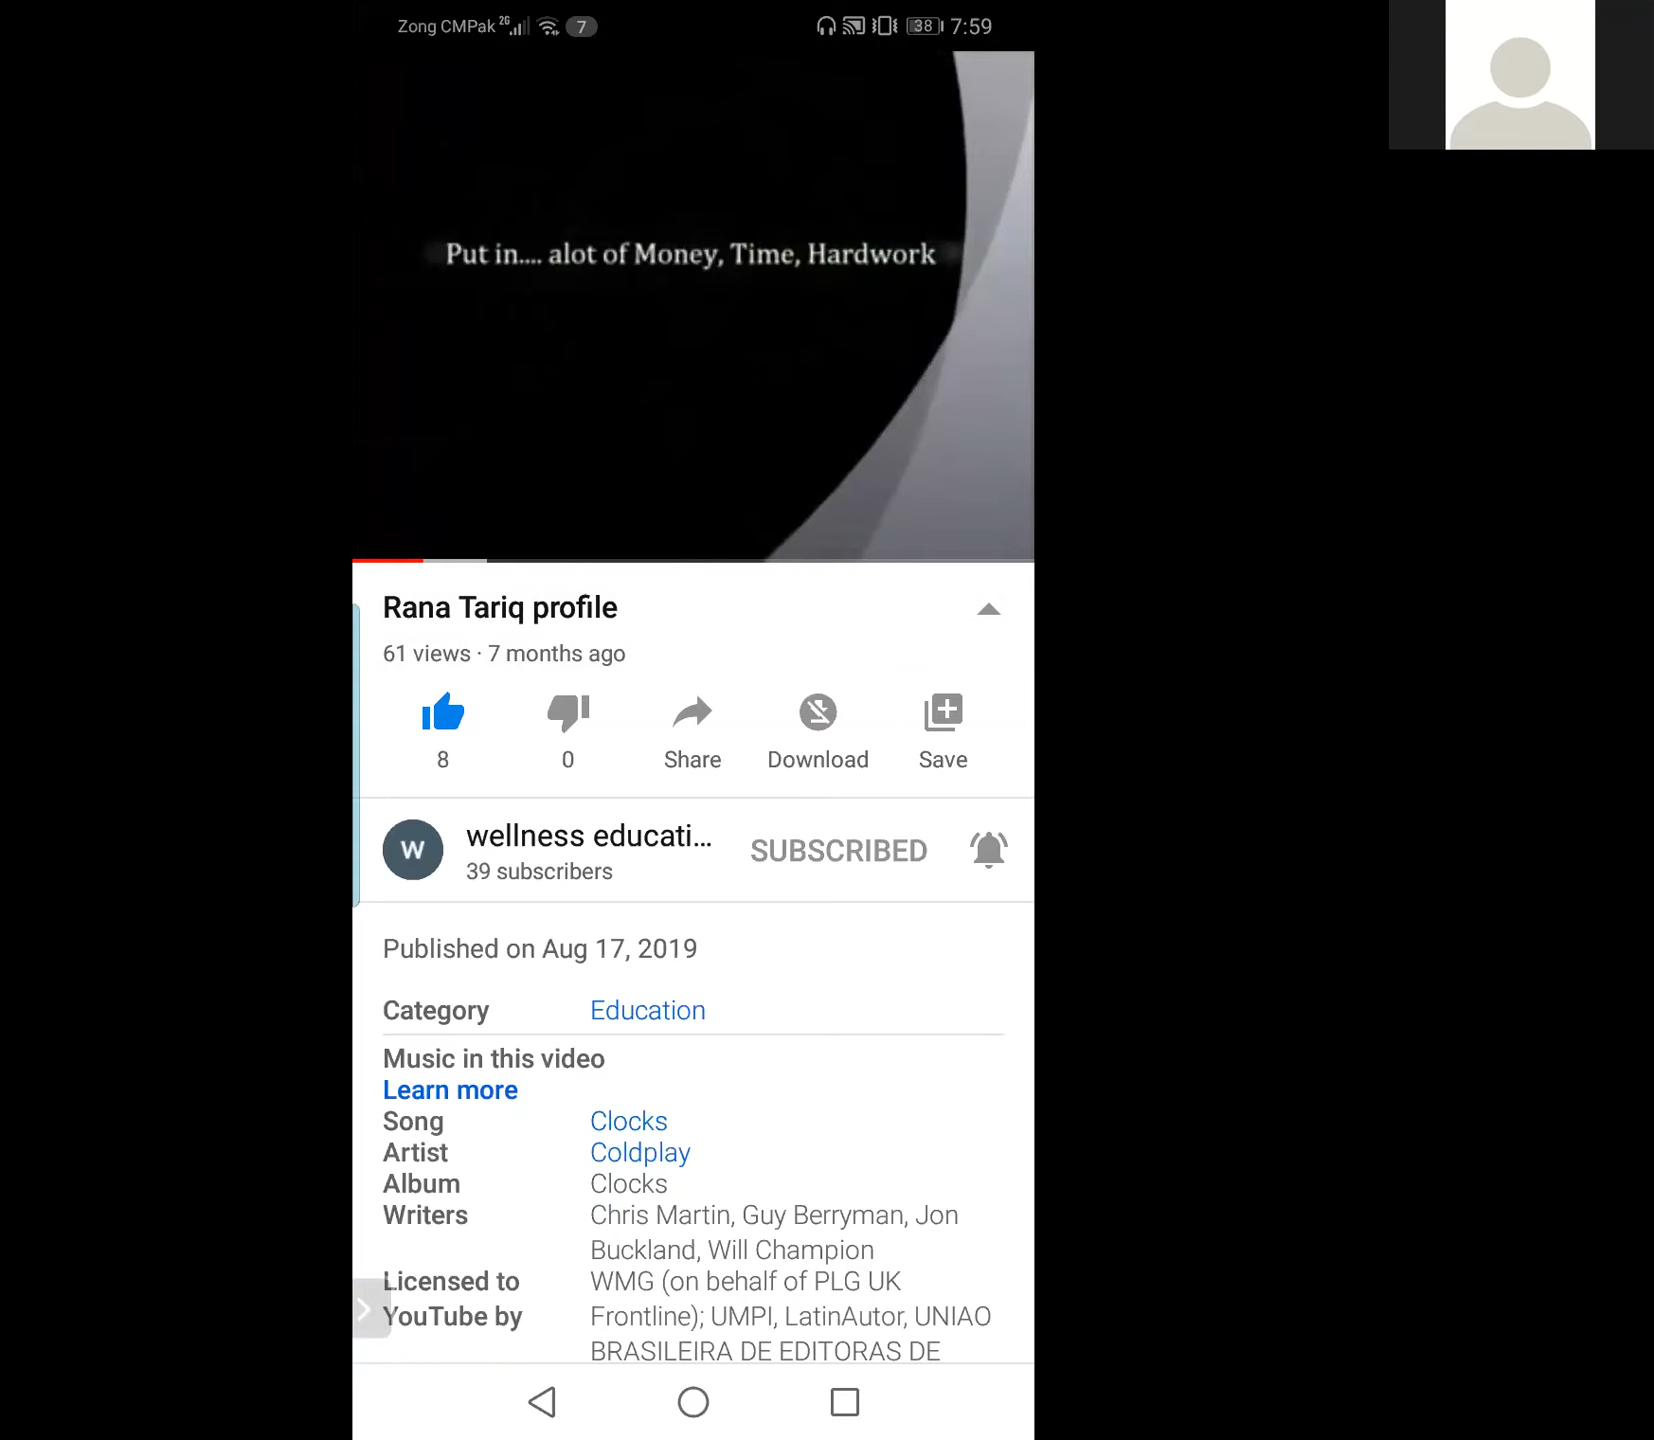 Zong CMPak 2G 7 38 7:59
Put in.... alot of Money, Time, Hardwork
Rana Tariq profile
61 views · 7 months ago
8 0 Share Download Save
W
wellness educati... SUBSCRIBED
39 subscribers
Published on Aug 17, 2019
Category Education
Music in this video
Learn more
Song Clocks
Artist Coldplay
Album Clocks
Writers Chris Martin, Guy Berryman, Jon
Buckland, Will Champion
Licensed to WMG (on behalf of PLG UK
YouTube by Frontline); UMPI, LatinAutor, UNIAO
BRASILEIRA DE EDITORAS DE